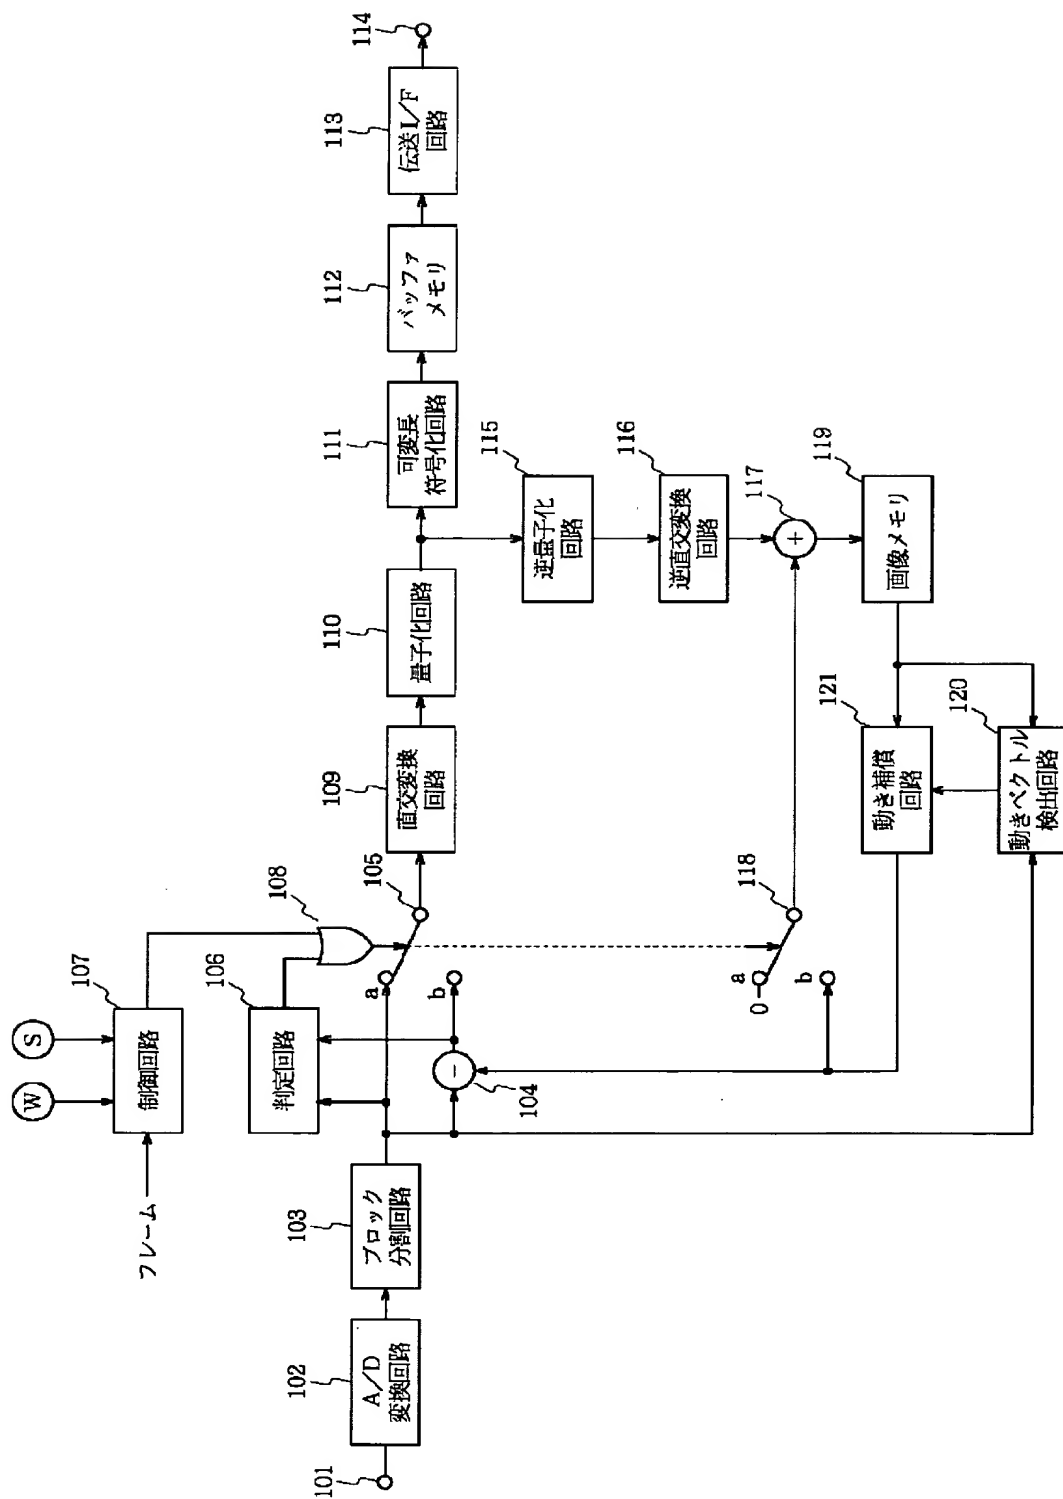 W
S
フレーム
107
制御回路
106
判定回路
108
101
102
A/D
変換回路
103
ブロック
分割回路
104
−
a
b
105
109
直交変換
回路
110
量子化回路
111
可変長
符号化回路
112
バッファ
メモリ
113
伝送I/F
回路
114
115
逆量子化
回路
116
逆直交変換
回路
117
+
118
0
a
b
119
画像メモリ
121
動き補償
回路
120
動きベクトル
検出回路